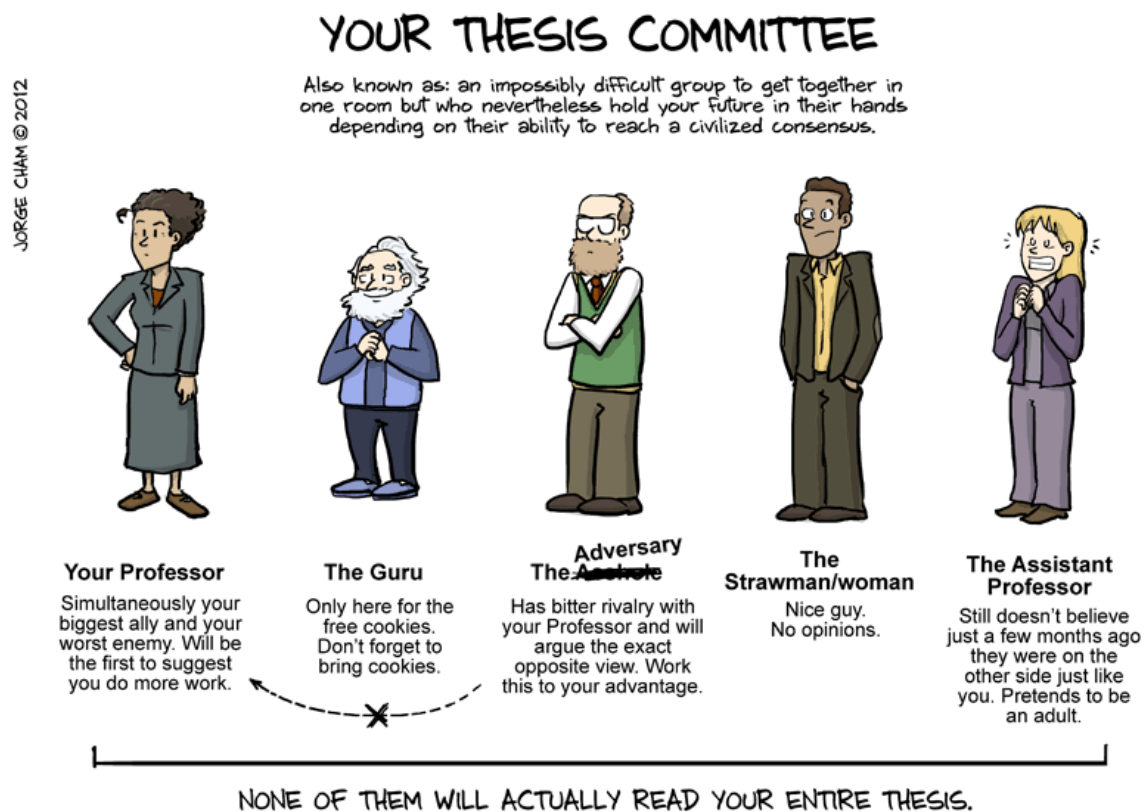 YOUR THESIS COMMITTEE
Also known as: an impossibly difficult group to get together in
one room but who nevertheless hold your future in their hands
depending on their ability to reach a civilized consensus.
JORGE CHAM © 2012
Your Professor
Simultaneously your
biggest ally and your
worst enemy. Will be
the first to suggest
you do more work.
The Guru
Only here for the
free cookies.
Don't forget to
bring cookies.
Adversary
The Asshole
Has bitter rivalry with
your Professor and will
argue the exact
opposite view. Work
this to your advantage.
The
Strawman/woman
Nice guy.
No opinions.
The Assistant
Professor
Still doesn't believe
just a few months ago
they were on the
other side just like
you. Pretends to be
an adult.
NONE OF THEM WILL ACTUALLY READ YOUR ENTIRE THESIS.